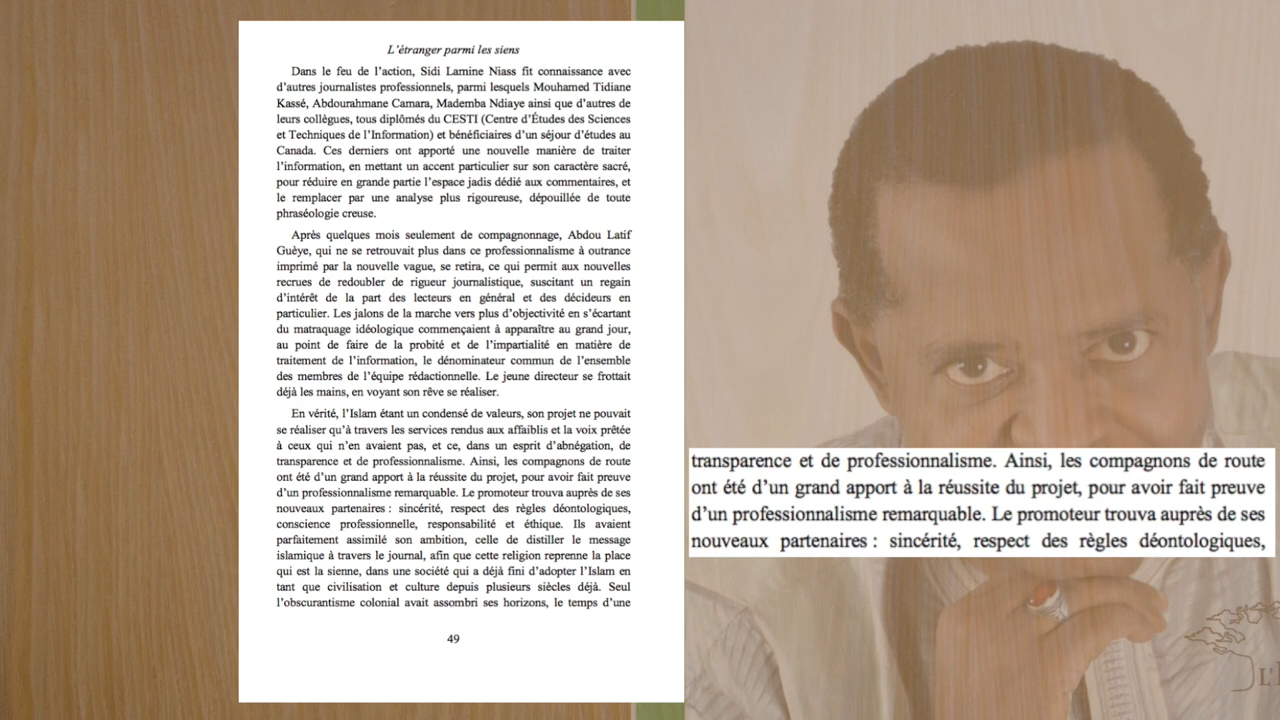 L'étranger parmi les siens
Dans le feu de l'action, Sidi Lamine Niass fit connaissance avec
d'autres journalistes professionnels, parmi lesquels Mouhamed Tidiane
Kassé, Abdourahmane Camara, Mademba Ndiaye ainsi que d'autres de
leurs collègues, tous diplômés du CESTI (Centre d'Études des Sciences
et Techniques de l'Information) et bénéficiaires d'un séjour d'études au
Canada. Ces derniers ont apporté une nouvelle manière de traiter
l'information, en mettant un accent particulier sur son caractère sacré,
pour réduire en grande partie l'espace jadis dédié aux commentaires, et
le remplacer par une analyse plus rigoureuse, dépouillée de toute
phraséologie creuse.
Après quelques mois seulement de compagnonnage, Abdou Latif
Guèye, qui ne se retrouvait plus dans ce professionnalisme à outrance
imprimé par la nouvelle vague, se retira, ce qui permit aux nouvelles
recrues de redoubler de rigueur journalistique, suscitant un regain
d'intérêt de la part des lecteurs en général et des décideurs en
particulier. Les jalons de la marche vers plus d'objectivité en s'écartant
du matraquage idéologique commençaient à apparaître au grand jour,
au point de faire de la probité et de l'impartialité en matière de
traitement de l'information, le dénominateur commun de l'ensemble
des membres de l'équipe rédactionnelle. Le jeune directeur se frottait
déjà les mains, en voyant son rêve se réaliser.
En vérité, l'Islam étant un condensé de valeurs, son projet ne pouvait
se réaliser qu'à travers les services rendus aux affaiblis et la voix prêtée
à ceux qui n'en avaient pas, et ce, dans un esprit d'abnégation, de
transparence et de professionnalisme. Ainsi, les compagnons de route
ont été d'un grand apport à la réussite du projet, pour avoir fait preuve
d'un professionnalisme remarquable. Le promoteur trouva auprès de ses
nouveaux partenaires : sincérité, respect des règles déontologiques,
conscience professionnelle, responsabilité et éthique. Ils avaient
parfaitement assimilé son ambition, celle de distiller le message
islamique à travers le journal, afin que cette religion reprenne la place
qui est la sienne, dans une société qui a déjà fini d'adopter l'Islam en
tant que civilisation et culture depuis plusieurs siècles déjà. Seul
l'obscurantisme colonial avait assombri ses horizons, le temps d'une
49
transparence et de professionnalisme. Ainsi, les compagnons de route
ont été d'un grand apport à la réussite du projet, pour avoir fait preuve
d'un professionnalisme remarquable. Le promoteur trouva auprès de ses
nouveaux partenaires : sincérité, respect des règles déontologiques,